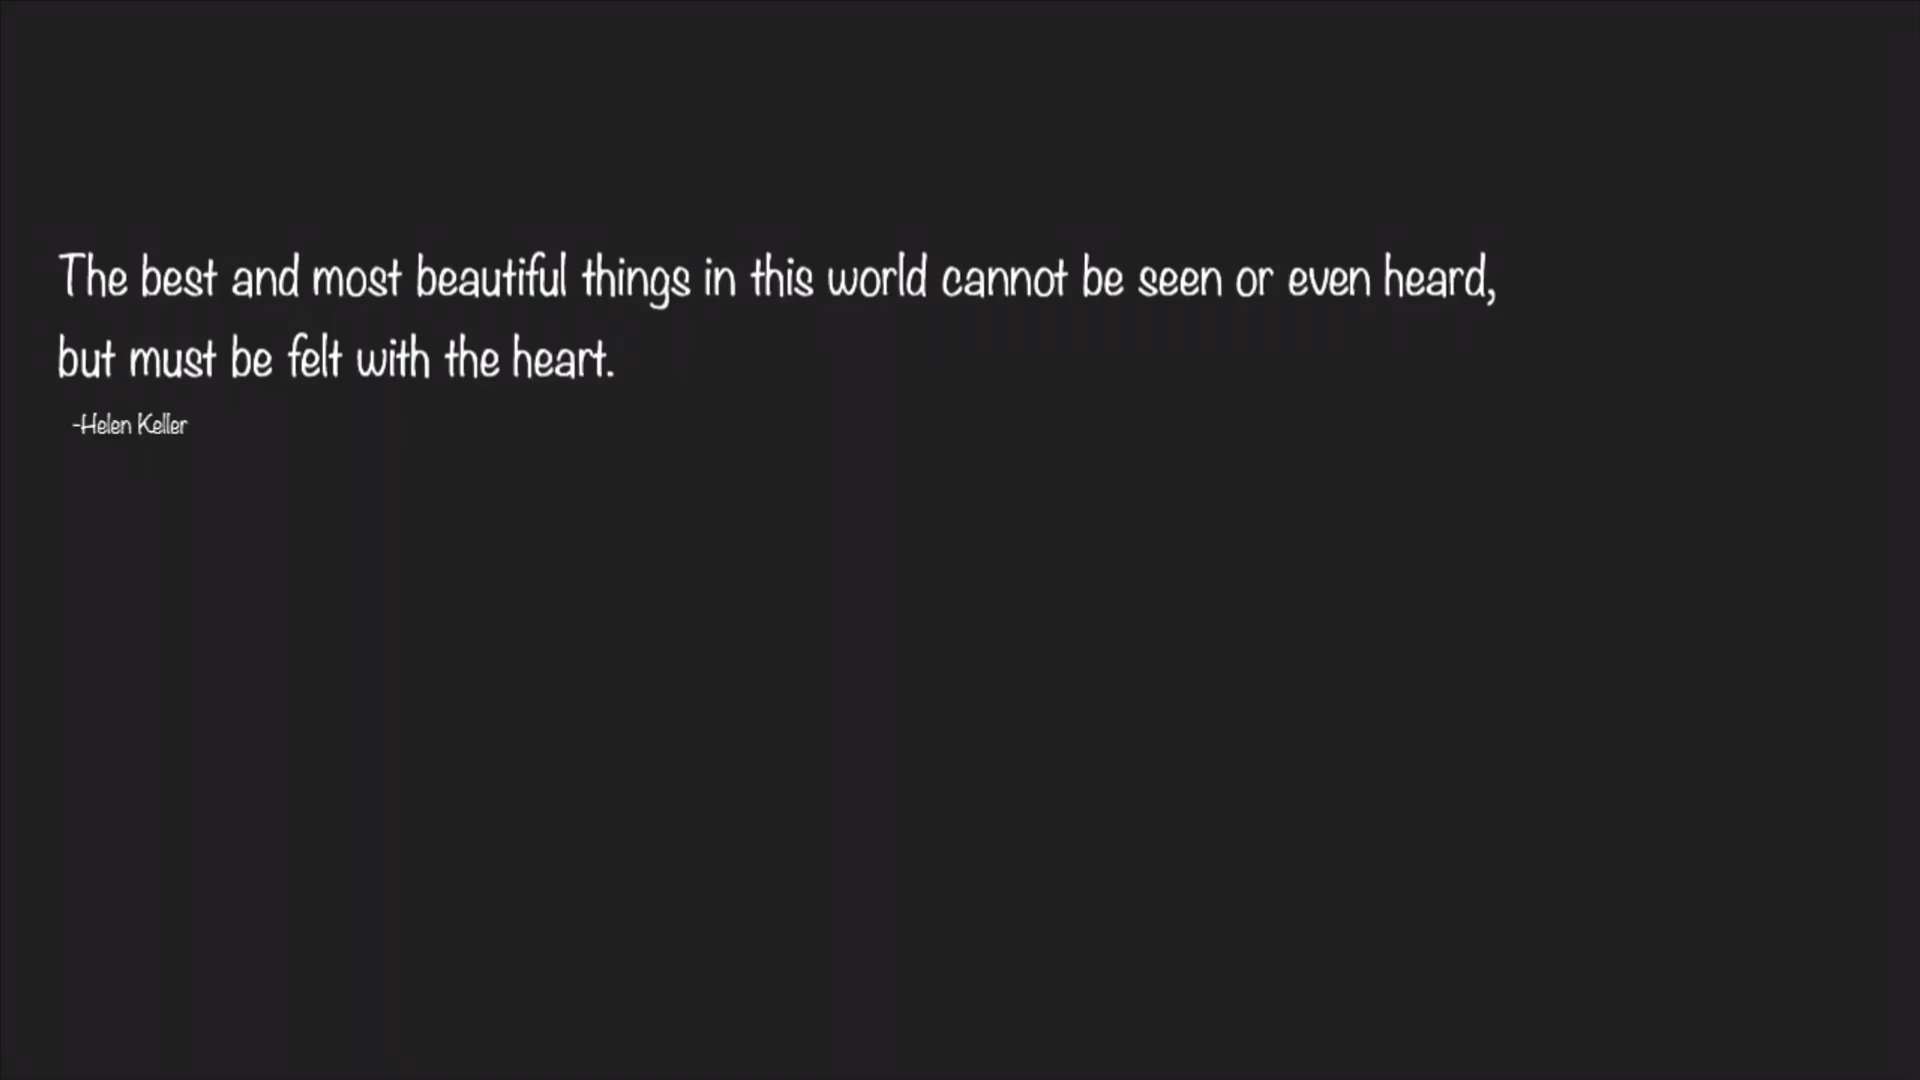 The best and most beautiful things in this world cannot be seen or even heard,
but must be felt with the heart.
-Helen Keller